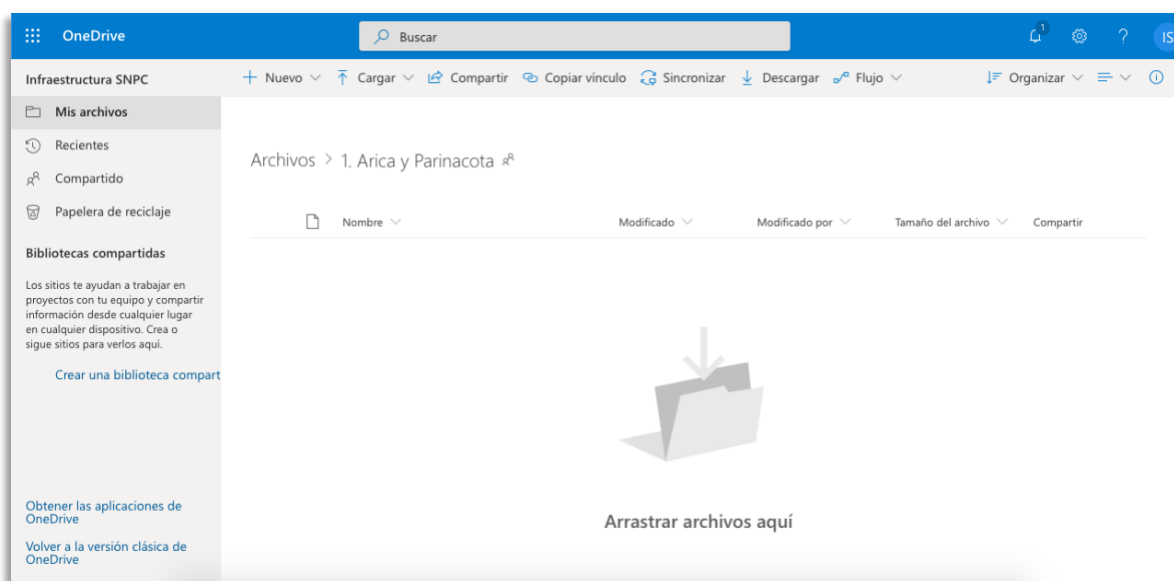 OneDrive
Buscar
1
IS
Infraestructura SNPC
Nuevo
Cargar
Compartir
Copiar vínculo
Sincronizar
Descargar
Flujo
Organizar
Mis archivos
Recientes
Compartido
Papelera de reciclaje
Bibliotecas compartidas
Los sitios te ayudan a trabajar en
proyectos con tu equipo y compartir
información desde cualquier lugar
en cualquier dispositivo. Crea o
sigue sitios para verlos aquí.
Crear una biblioteca compart
Obtener las aplicaciones de
OneDrive
Volver a la versión clásica de
OneDrive
Archivos > 1. Arica y Parinacota
Nombre
Modificado
Modificado por
Tamaño del archivo
Compartir
Arrastrar archivos aquí